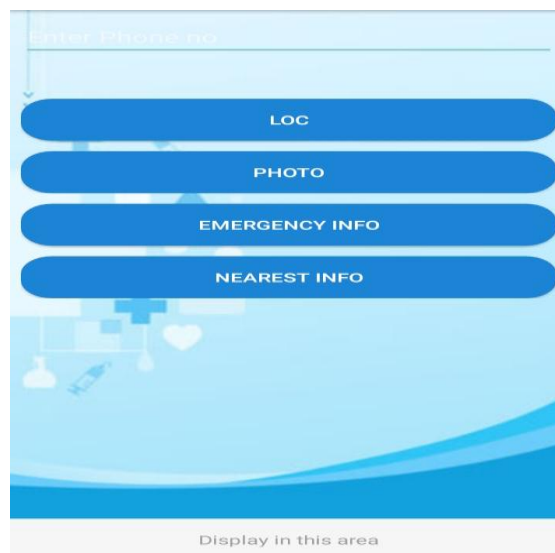 Enter Phone no
LOC
PHOTO
EMERGENCY INFO
NEAREST INFO
Display in this area